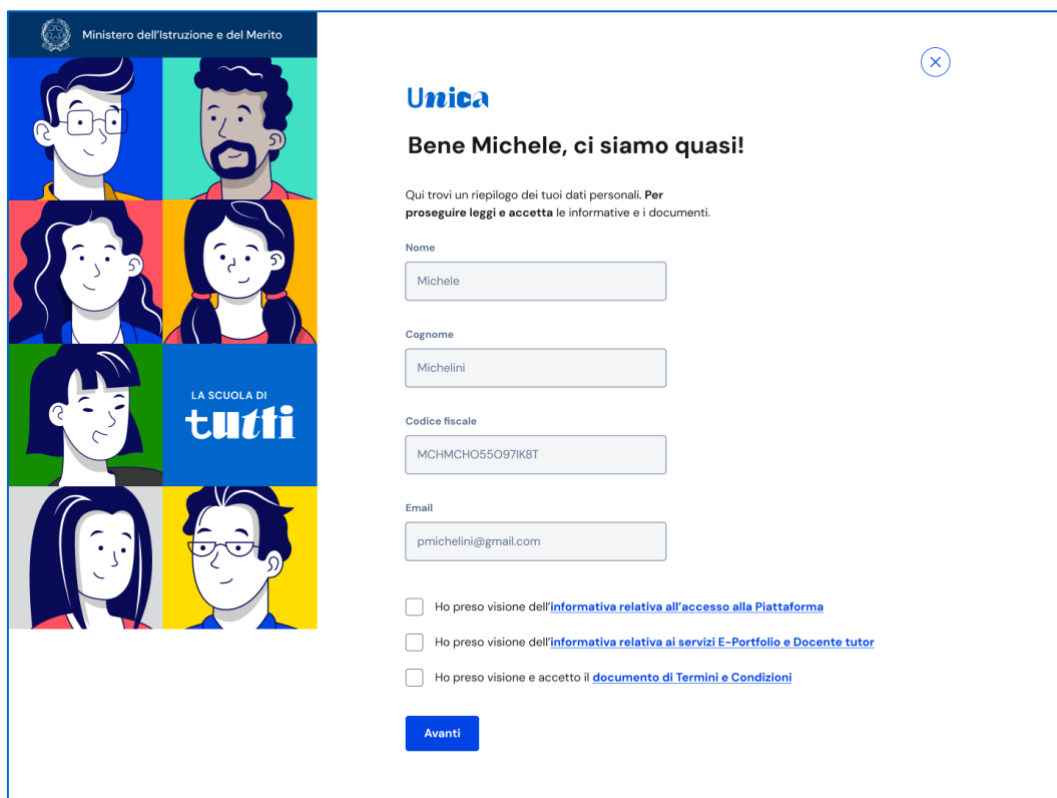 Ministero dell'Istruzione e del Merito
LA SCUOLA DI
tutti
Unica
Bene Michele, ci siamo quasi!
Qui trovi un riepilogo dei tuoi dati personali. Per
proseguire leggi e accetta le informative e i documenti.
Nome
Michele
Cognome
Michelini
Codice fiscale
MCHMCHO55O97IK8T
Email
pmichelini@gmail.com
Ho preso visione dell'informativa relativa all'accesso alla Piattaforma
Ho preso visione dell'informativa relativa ai servizi E-Portfolio e Docente tutor
Ho preso visione e accetto il documento di Termini e Condizioni
Avanti